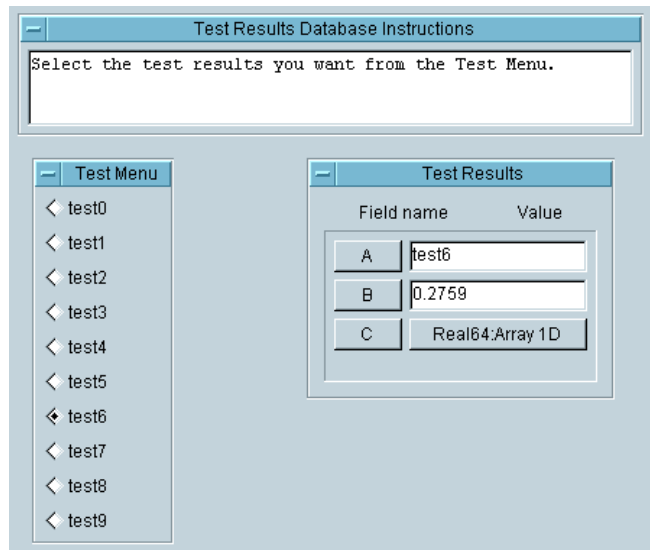 Test Results Database Instructions
Select the test results you want from the Test Menu.
Test Menu
test0
test1
test2
test3
test4
test5
test6
test7
test8
test9
Test Results
Field name Value
A test6
B 0.2759
C Real64:Array 1D